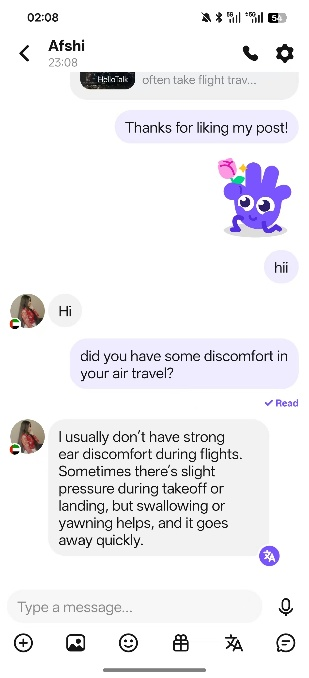 02:08
54
Afshi
23:08
HelloTalk
often take flight trav...
Thanks for liking my post!
hii
Hi
did you have some discomfort in
your air travel?
Read
I usually don't have strong
ear discomfort during flights.
Sometimes there's slight
pressure during takeoff or
landing, but swallowing or
yawning helps, and it goes
away quickly.
Type a message...